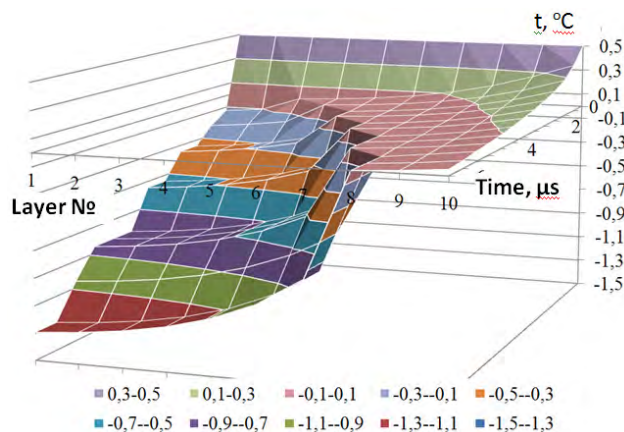 t, °C
0,5
0,3
0,1
0
-0,1
2
-0,3
4
-0,5
1 2 3 4 5 6 7 8 9 10
Time, μs
-0,7
Layer №
-0,9
-1,1
-1,3
-1,5
0,3-0,5 0,1-0,3 -0,1-0,1 -0,3--0,1 -0,5--0,3
-0,7--0,5 -0,9--0,7 -1,1--0,9 -1,3--1,1 -1,5--1,3